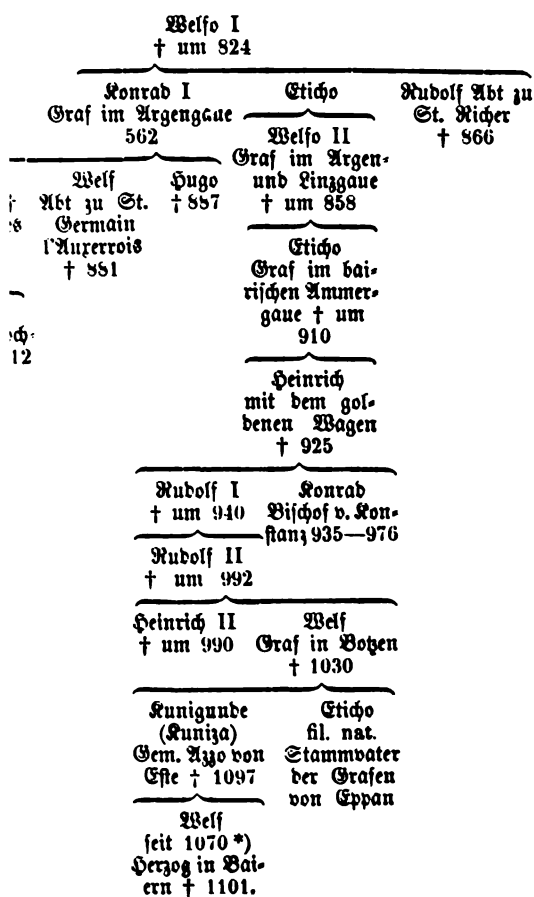 Welfo I
† um 824
Konrad I
Graf im Argengaue
562
Eticho
Rudolf Abt zu
St. Richer
† 866
Welfo II
Graf im Argen-
und Linzgaue
† um 858
Welf
Abt zu St.
Germain
l'Auxerrois
† 881
Hugo
† 887
12
Eticho
Graf im bai-
rischen Ammer-
gaue † um
910
Heinrich
mit dem gol-
denen Wagen
† 925
Rudolf I
† um 940
Konrad
Bischof v. Kon-
stanz 935—976
Rudolf II
† um 992
Heinrich II
† um 990
Welf
Graf in Botzen
† 1030
Kunigunde
(Kuniza)
Gem. Azzo von
Este † 1097
Eticho
fil. nat.
Stammvater
der Grafen
von Eppan
Welf
seit 1070 *)
Herzog in Bai-
ern † 1101.